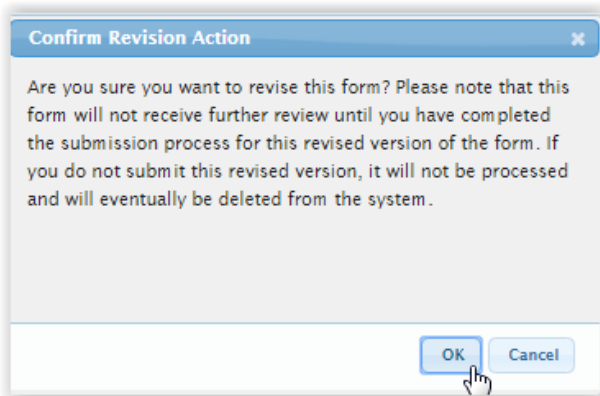 Confirm Revision Action
Are you sure you want to revise this form? Please note that this
form will not receive further review until you have completed
the submission process for this revised version of the form. If
you do not submit this revised version, it will not be processed
and will eventually be deleted from the system.
OK Cancel